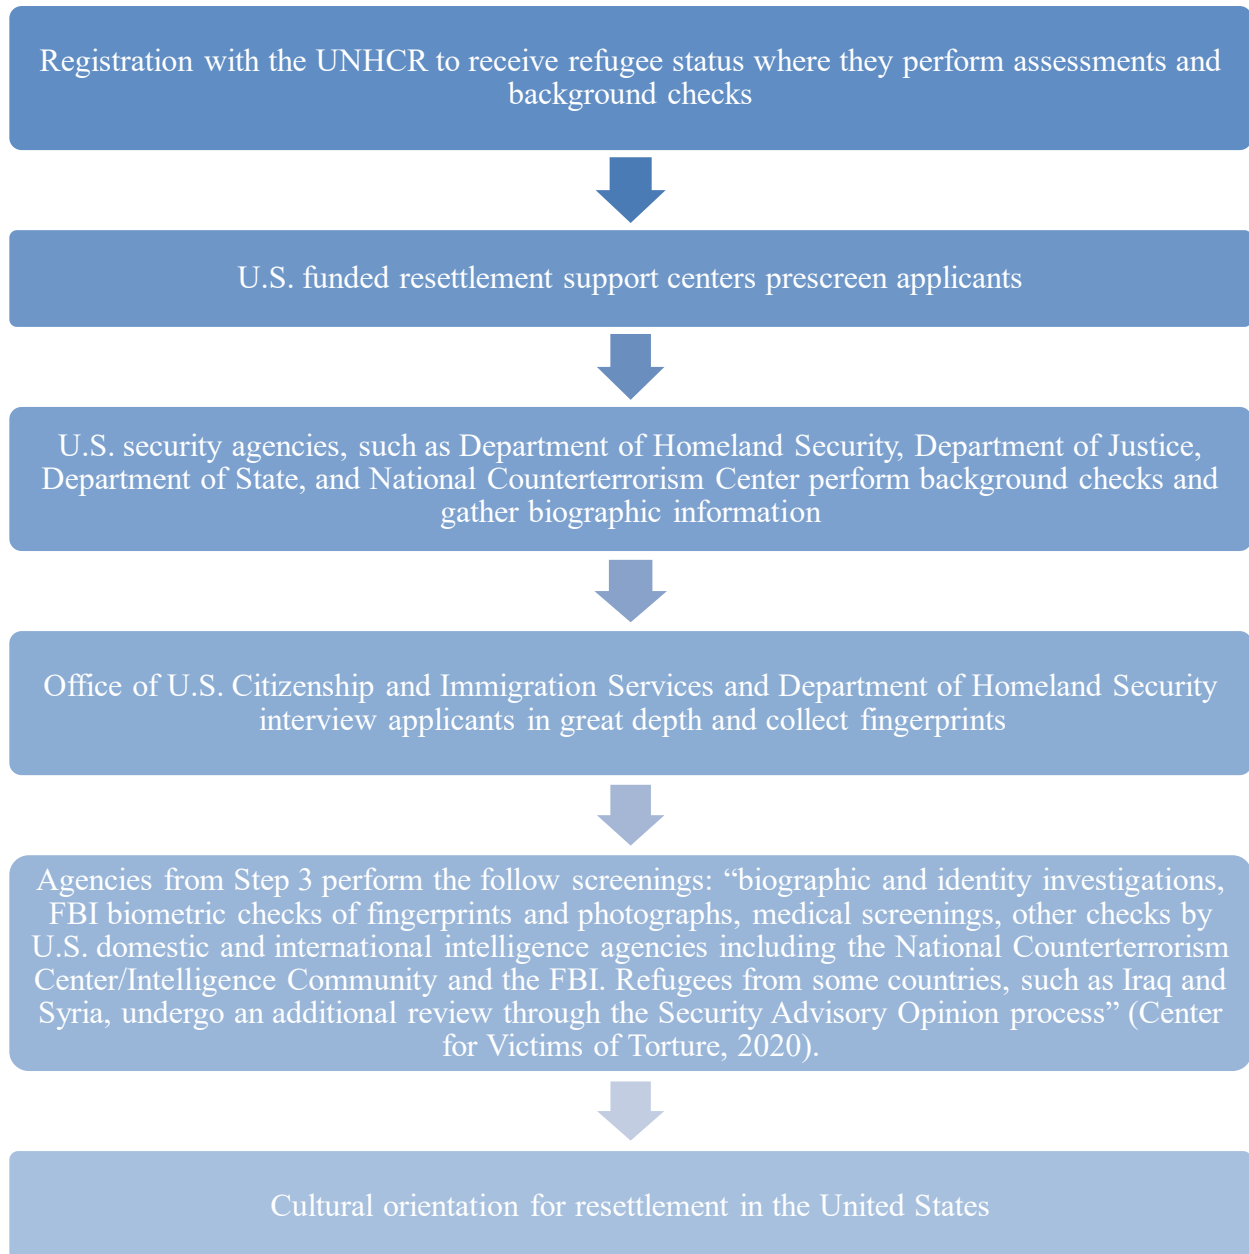 Registration with the UNHCR to receive refugee status where they perform assessments and
background checks
U.S. funded resettlement support centers prescreen applicants
U.S. security agencies, such as Department of Homeland Security, Department of Justice,
Department of State, and National Counterterrorism Center perform background checks and
gather biographic information
Office of U.S. Citizenship and Immigration Services and Department of Homeland Security
interview applicants in great depth and collect fingerprints
Agencies from Step 3 perform the follow screenings: “biographic and identity investigations,
FBI biometric checks of fingerprints and photographs, medical screenings, other checks by
U.S. domestic and international intelligence agencies including the National Counterterrorism
Center/Intelligence Community and the FBI. Refugees from some countries, such as Iraq and
Syria, undergo an additional review through the Security Advisory Opinion process” (Center
for Victims of Torture, 2020).
Cultural orientation for resettlement in the United States